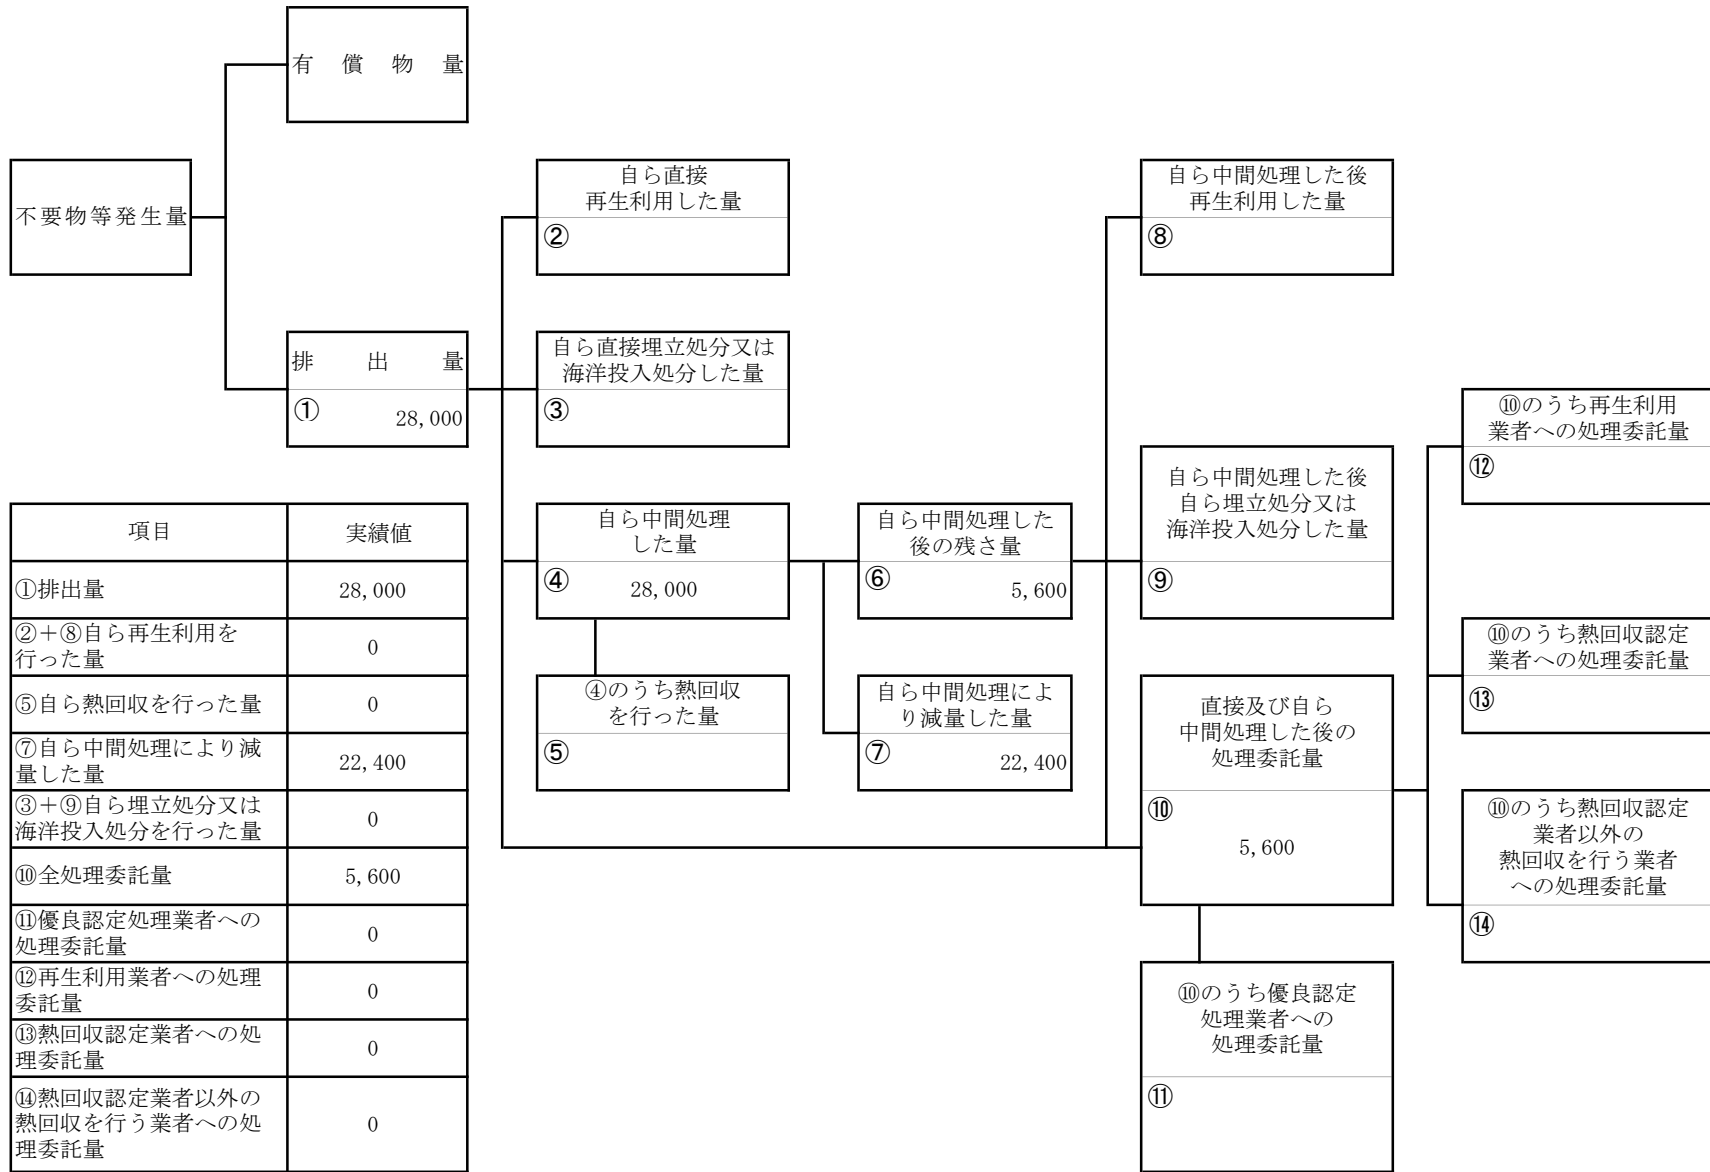 有償物量
不要物等発生量
自ら直接
再生利用した量
②
自ら中間処理した後
再生利用した量
⑧
排出量
① 28,000
自ら直接埋立処分又は
海洋投入処分した量
③
⑩のうち再生利用
業者への処理委託量
⑫
自ら中間処理
した量
④ 28,000
自ら中間処理した
後の残さ量
⑥ 5,600
自ら中間処理した後
自ら埋立処分又は
海洋投入処分した量
⑨
⑩のうち熱回収認定
業者への処理委託量
⑬
④のうち熱回収
を行った量
⑤
自ら中間処理によ
り減量した量
⑦ 22,400
直接及び自ら
中間処理した後の
処理委託量
⑩
5,600
⑩のうち熱回収認定
業者以外の
熱回収を行う業者
への処理委託量
⑭
⑩のうち優良認定
処理業者への
処理委託量
⑪
項目 実績値
①排出量 28,000
②+⑧自ら再生利用を
行った量 0
⑤自ら熱回収を行った量 0
⑦自ら中間処理により減
量した量 22,400
③+⑨自ら埋立処分又は
海洋投入処分を行った量 0
⑩全処理委託量 5,600
⑪優良認定処理業者への
処理委託量 0
⑫再生利用業者への処理
委託量 0
⑬熱回収認定業者への処
理委託量 0
⑭熱回収認定業者以外の
熱回収を行う業者への処
理委託量 0